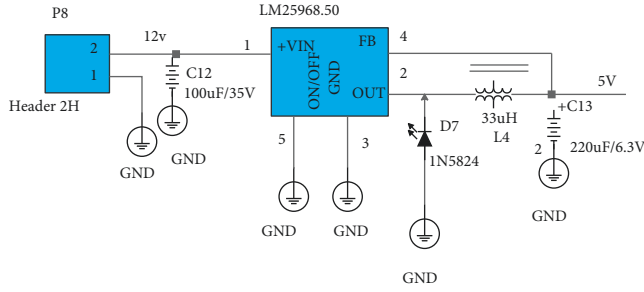 P8
2
1
Header 2H
12v
C12
100uF/35V
GND
GND
LM25968.50
1
+VIN
ON/OFF
GND
FB
OUT
4
2
5
3
GND
GND
D7
1N5824
GND
33uH
L4
5V
+C13
2
220uF/6.3V
GND